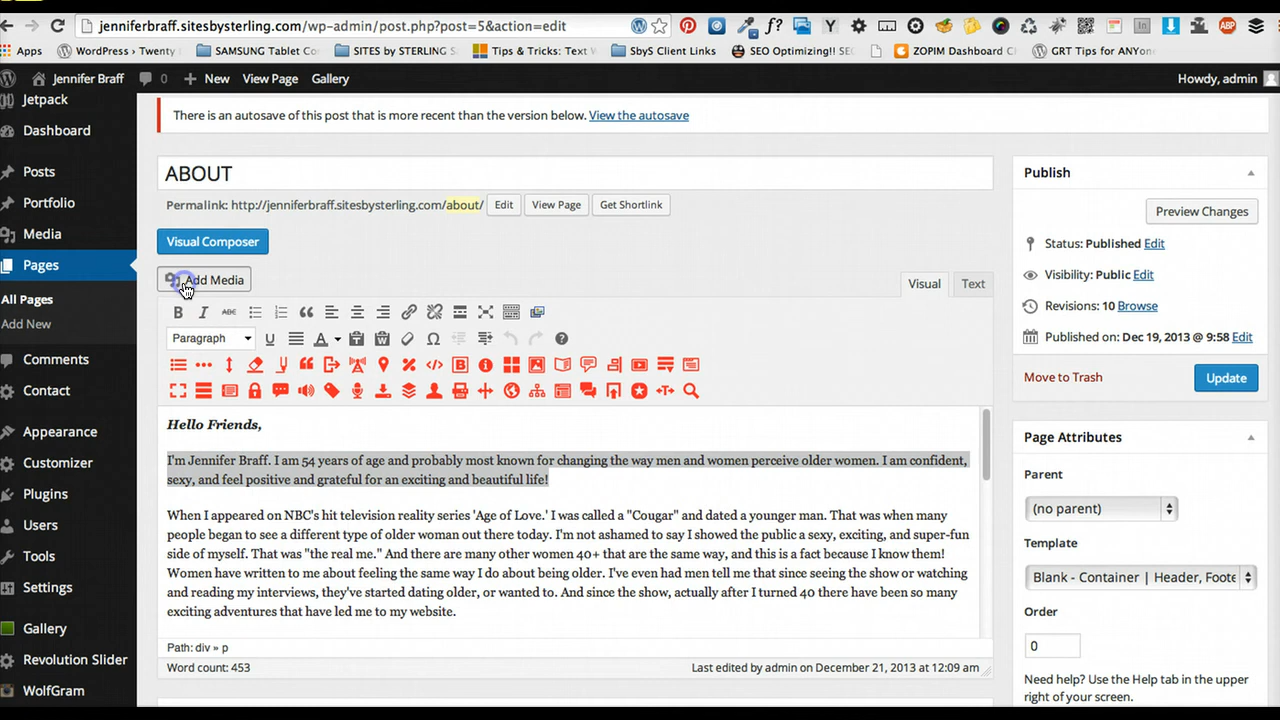 jenniferbraff.sitesbysterling.com/wp-admin/post.php?post=5&action=edit
Apps WordPress › Twenty SAMSUNG Tablet Co SITES by STERLING Tips & Tricks: Text SbyS Client Links SEO Optimizing!! ZOPIM Dashboard C GRT Tips for ANYo
Jennifer Braff 0 New View Page Gallery Howdy, admin
Jetpack
Dashboard
Posts
Portfolio
Media
Pages
All Pages
Add New
Comments
Contact
Appearance
Customizer
Plugins
Users
Tools
Settings
Gallery
Revolution Slider
WolfGram
There is an autosave of this post that is more recent than the version below. View the autosave
ABOUT
Permalink: http://jenniferbraff.sitesbysterling.com/about/ Edit View Page Get Shortlink
Visual Composer
Add Media
Visual Text
Paragraph
Hello Friends,
I'm Jennifer Braff. I am 54 years of age and probably most known for changing the way men and women perceive older women. I am confident,
sexy, and feel positive and grateful for an exciting and beautiful life!
When I appeared on NBC's hit television reality series 'Age of Love.' I was called a "Cougar" and dated a younger man. That was when many
people began to see a different type of older woman out there today. I'm not ashamed to say I showed the public a sexy, exciting, and super-fun
side of myself. That was "the real me." And there are many other women 40+ that are the same way, and this is a fact because I know them!
Women have written to me about feeling the same way I do about being older. I've even had men tell me that since seeing the show or watching
and reading my interviews, they've started dating older, or wanted to. And since the show, actually after I turned 40 there have been so many
exciting adventures that have led me to my website.
Path: div » p
Word count: 453 Last edited by admin on December 21, 2013 at 12:09 am
Publish
Preview Changes
Status: Published Edit
Visibility: Public Edit
Revisions: 10 Browse
Published on: Dec 19, 2013 @ 9:58 Edit
Move to Trash Update
Page Attributes
Parent
(no parent)
Template
Blank - Container | Header, Foote
Order
0
Need help? Use the Help tab in the upper
right of your screen.